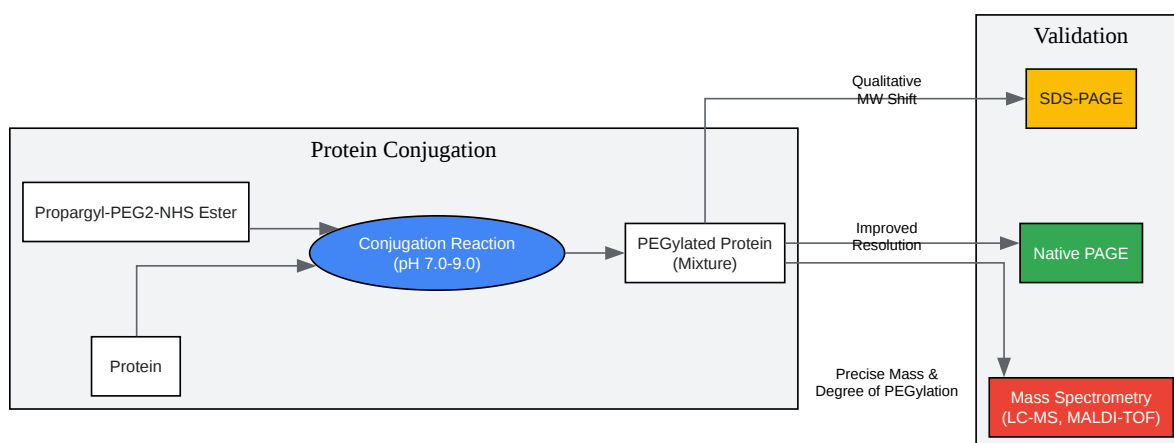 Validation
Qualitative
MW Shift
SDS-PAGE
Protein Conjugation
Propargyl-PEG2-NHS Ester
Conjugation Reaction
(pH 7.0-9.0)
PEGylated Protein
(Mixture)
Improved
Resolution
Native PAGE
Protein
Precise Mass &
Degree of PEGylation
Mass Spectrometry
(LC-MS, MALDI-TOF)